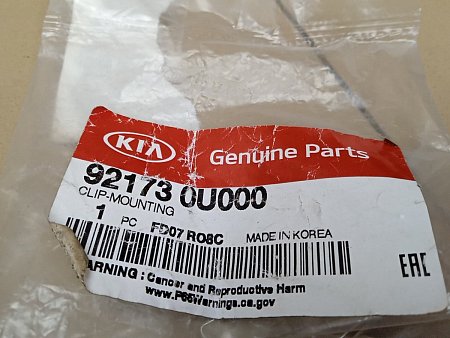 KIA Genuine Parts
92173 0U000
CLIP-MOUNTING
1 PC FD07 RO8C MADE IN KOREA
WARNING : Cancer and Reproductive Harm
www.P65Warnings.ca.gov
EAC